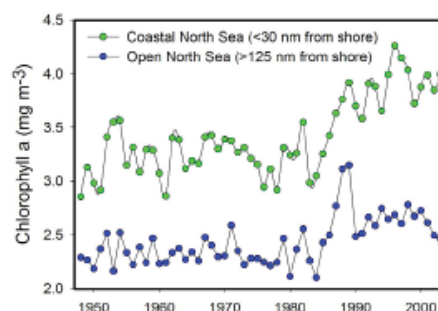 4.5
Coastal North Sea (<30 nm from shore)
Open North Sea (>125 nm from shore)
4.0
3.5
3.0
2.5
2.0
Chlorophyll a (mg m-3)
1950 1960 1970 1980 1990 2000